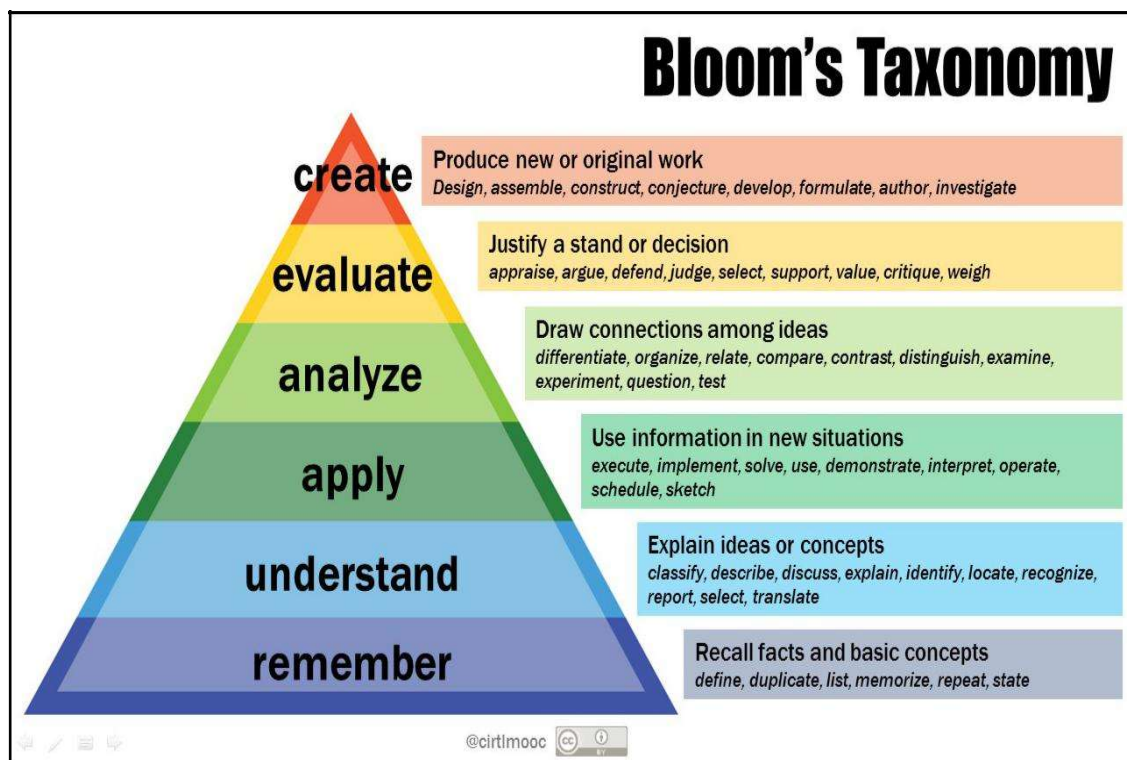 Bloom's Taxonomy
create
Produce new or original work
Design, assemble, construct, conjecture, develop, formulate, author, investigate
evaluate
Justify a stand or decision
appraise, argue, defend, judge, select, support, value, critique, weigh
analyze
Draw connections among ideas
differentiate, organize, relate, compare, contrast, distinguish, examine,
experiment, question, test
apply
Use information in new situations
execute, implement, solve, use, demonstrate, interpret, operate,
schedule, sketch
understand
Explain ideas or concepts
classify, describe, discuss, explain, identify, locate, recognize,
report, select, translate
remember
Recall facts and basic concepts
define, duplicate, list, memorize, repeat, state
@cirtlmooc cc BY